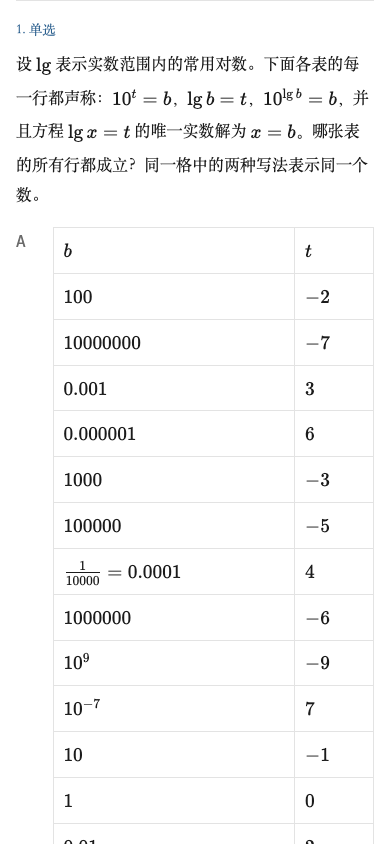 1. 单选
设 lg 表示实数范围内的常用对数。下面各表的每
一行都声称：10^t = b, lg b = t, 10^{lg b} = b, 并
且方程 lg x = t 的唯一实数解为 x = b。哪张表
的所有行都成立？同一格中的两种写法表示同一个
数。
A
b t
100 −2
10000000 −7
0.001 3
0.000001 6
1000 −3
100000 −5
1/10000 = 0.0001 4
1000000 −6
10^9 −9
10^{−7} 7
10 −1
1 0